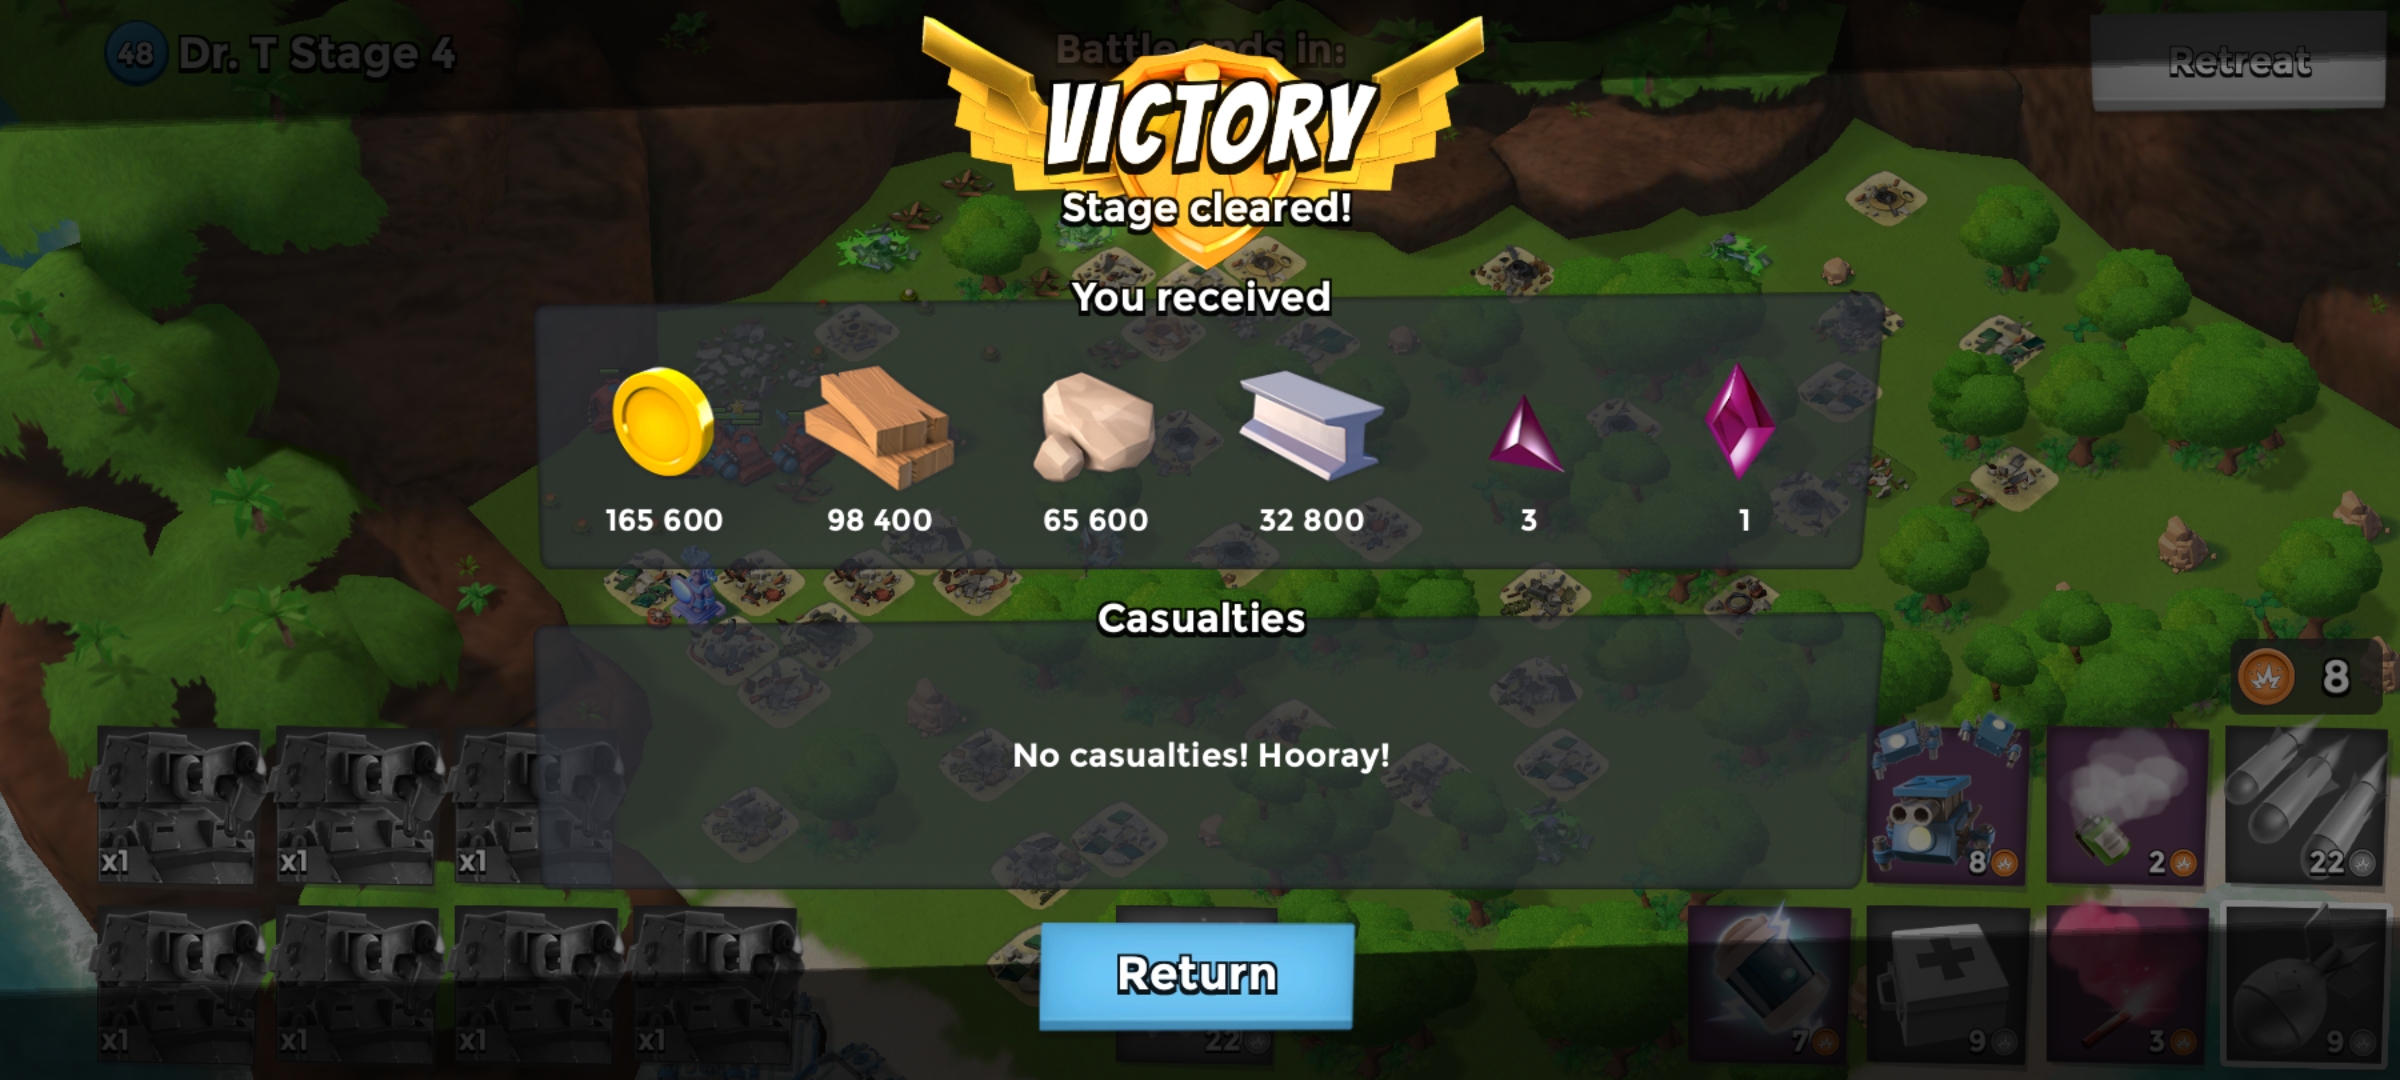 48 Dr. T Stage 4
Battle ends in:
Retreat
VICTORY
Stage cleared!
You received
165 600 98 400 65 600 32 800 3 1
Casualties
8
No casualties! Hooray!
x1 x1 x1 8 2 22
Return
x1 x1 x1 x1 22 7 9 3 9